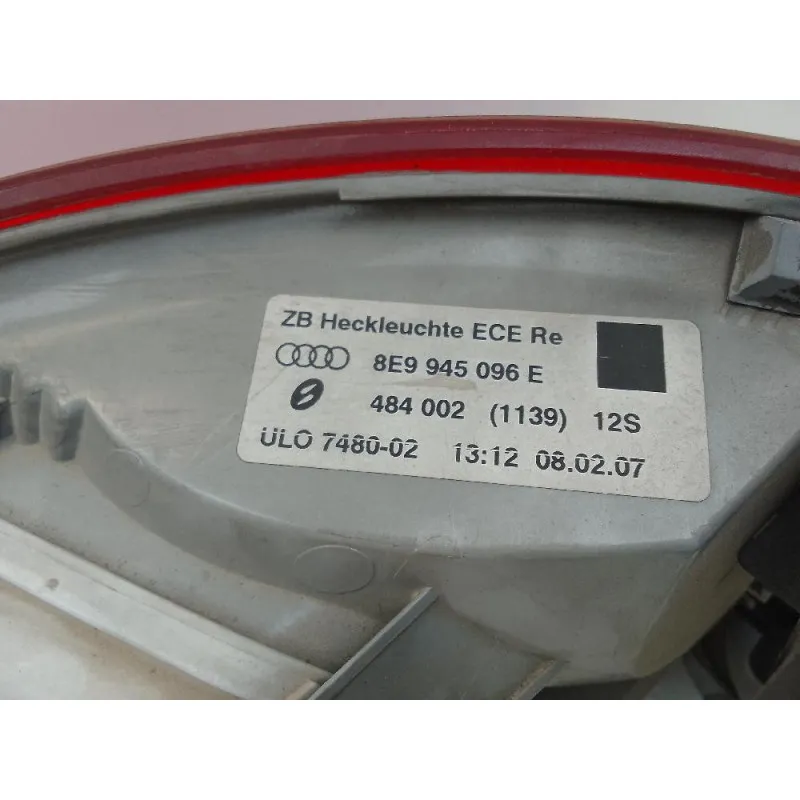 ZB Heckleuchte ECE Re
8E9 945 096 E
484 002 (1139) 12S
ULO 7480-02 13:12 08.02.07